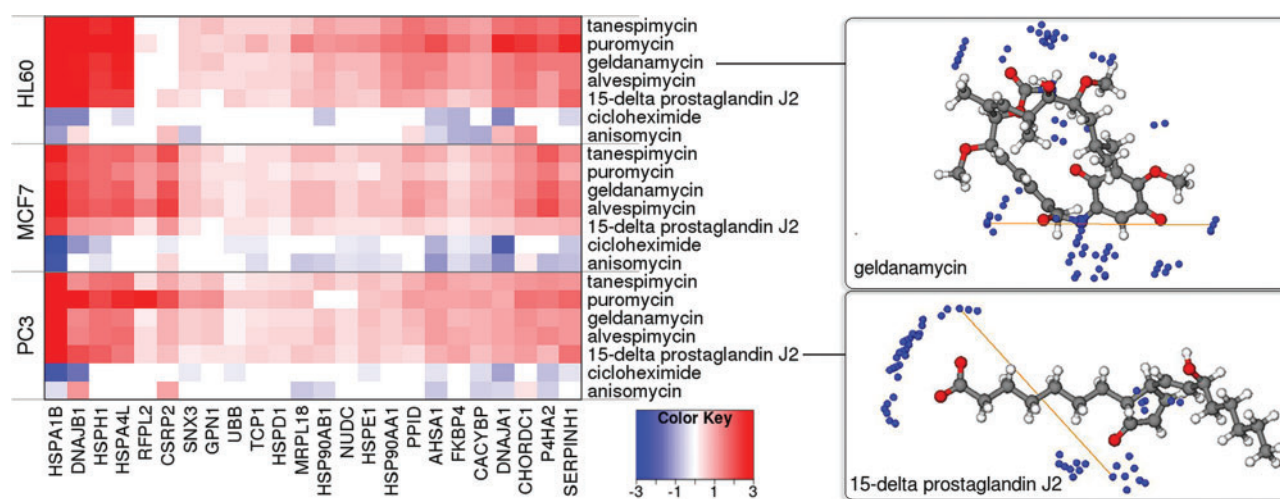 HL60
tanespimycin
puromycin
geldanamycin
alvespimycin
15-delta prostaglandin J2
cicloheximide
anisomycin
MCF7
tanespimycin
puromycin
geldanamycin
alvespimycin
15-delta prostaglandin J2
cicloheximide
anisomycin
PC3
tanespimycin
puromycin
geldanamycin
alvespimycin
15-delta prostaglandin J2
cicloheximide
anisomycin
HSPA1B
DNAJB1
HSPH1
HSPA4L
RFPL2
CSRP2
SNX3
GPN1
UBB
TCP1
HSPD1
MRPL18
HSP90AB1
NUDC
HSPE1
HSP90AA1
PPID
AHSA1
FKBP4
CACYBP
DNAJA1
CHORDC1
P4HA2
SERPINH1
Color Key
-3 -1 1 3
geldanamycin
15-delta prostaglandin J2